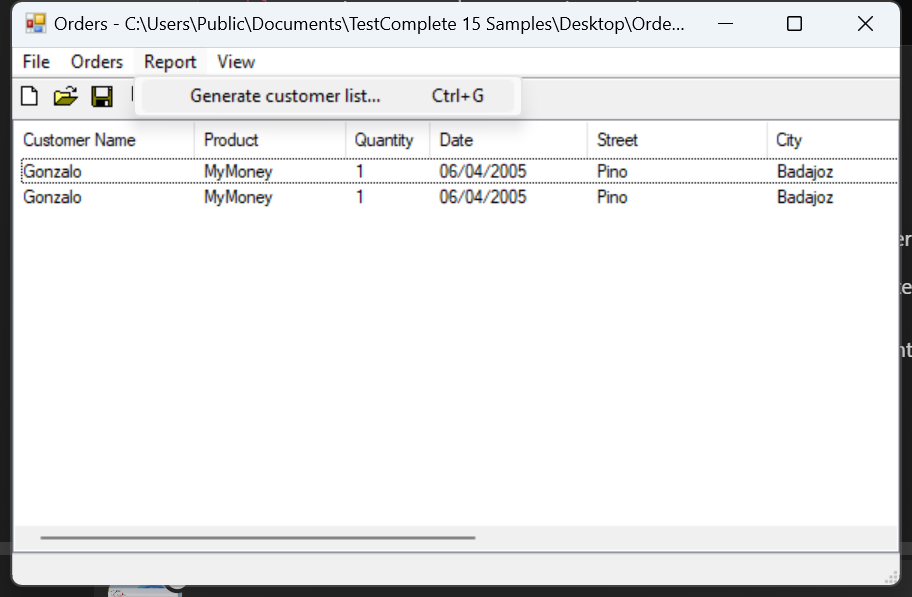 Orders - C:\Users\Public\Documents\TestComplete 15 Samples\Desktop\Orde...
File Orders Report View
Generate customer list... Ctrl+G
Customer Name Product Quantity Date Street City
Gonzalo MyMoney 1 06/04/2005 Pino Badajoz
Gonzalo MyMoney 1 06/04/2005 Pino Badajoz